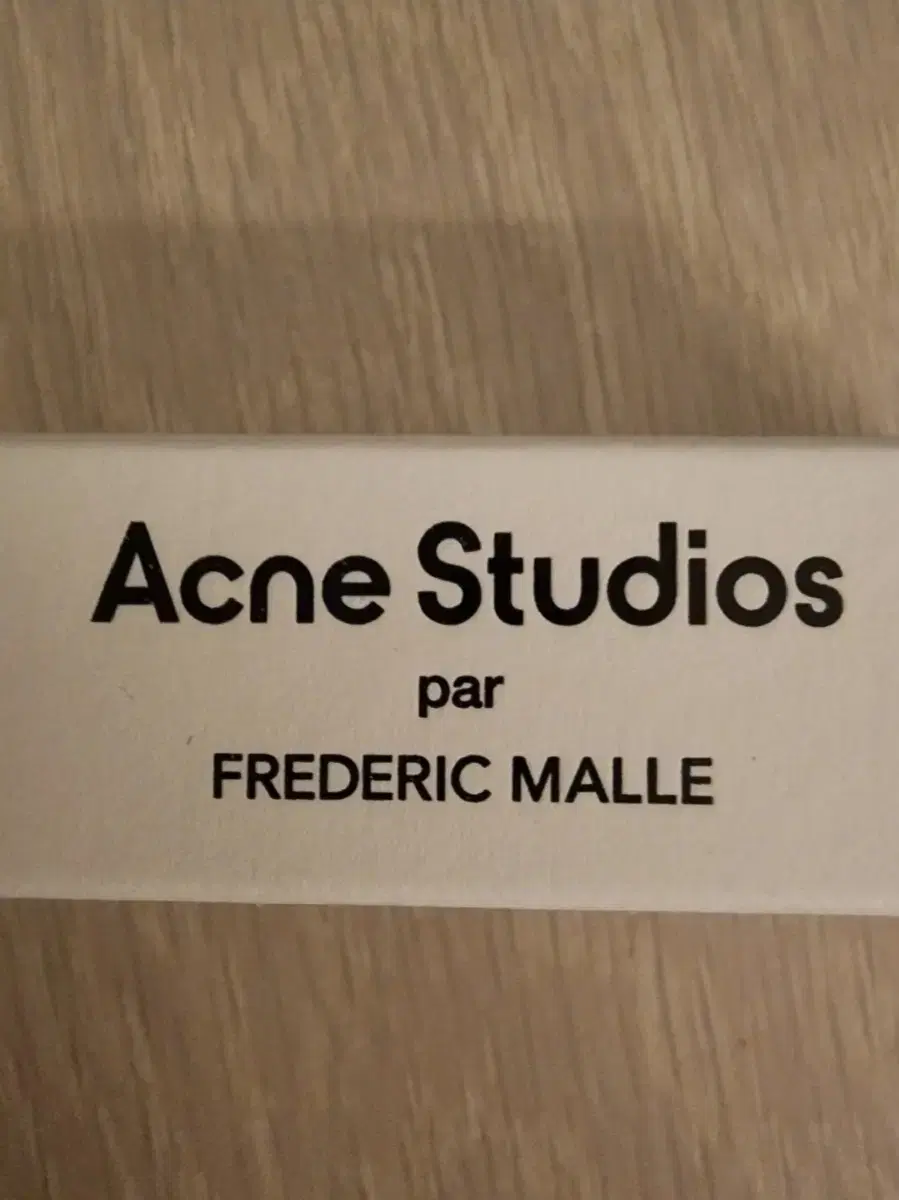 Acne Studios
par
FREDERIC MALLE